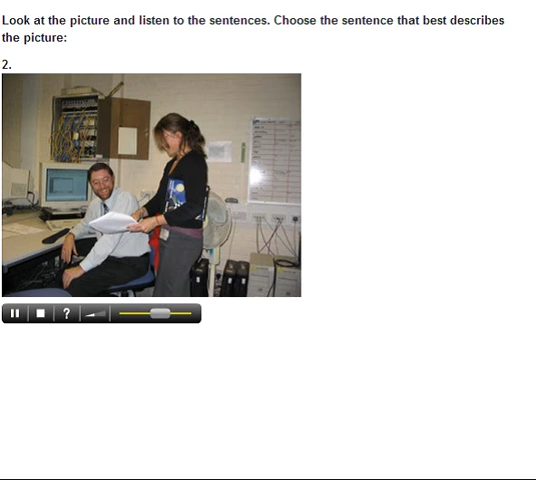 Look at the picture and listen to the sentences. Choose the sentence that best describes
the picture:
2.
?